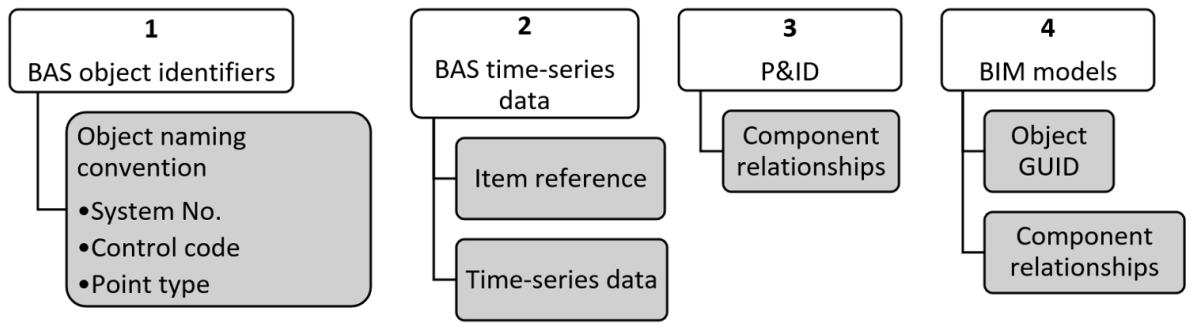 1
BAS object identifiers
Object naming
convention
•System No.
•Control code
•Point type
2
BAS time-series
data
Item reference
Time-series data
3
P&ID
Component
relationships
4
BIM models
Object
GUID
Component
relationships